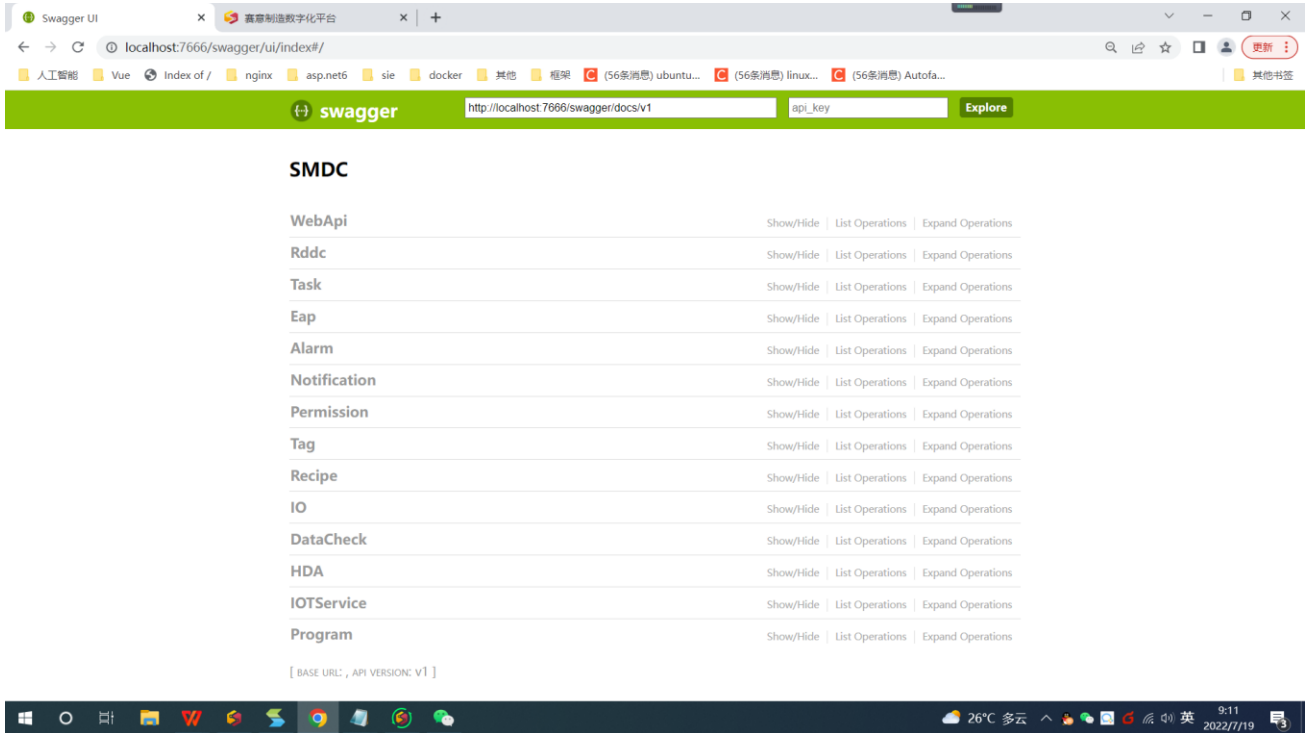 Swagger UI
赛意制造数字化平台
localhost:7666/swagger/ui/index#/
更新
人工智能 Vue Index of / nginx asp.net6 sie docker 其他 框架 (56条消息) ubuntu... (56条消息) linux... (56条消息) Autofa... 其他书签
swagger http://localhost:7666/swagger/docs/v1 api_key Explore
SMDC
WebApi Show/Hide List Operations Expand Operations
Rddc Show/Hide List Operations Expand Operations
Task Show/Hide List Operations Expand Operations
Eap Show/Hide List Operations Expand Operations
Alarm Show/Hide List Operations Expand Operations
Notification Show/Hide List Operations Expand Operations
Permission Show/Hide List Operations Expand Operations
Tag Show/Hide List Operations Expand Operations
Recipe Show/Hide List Operations Expand Operations
IO Show/Hide List Operations Expand Operations
DataCheck Show/Hide List Operations Expand Operations
HDA Show/Hide List Operations Expand Operations
IOTService Show/Hide List Operations Expand Operations
Program Show/Hide List Operations Expand Operations
[ BASE URL: , API VERSION: V1 ]
26°C 多云 英 9:11
2022/7/19 3